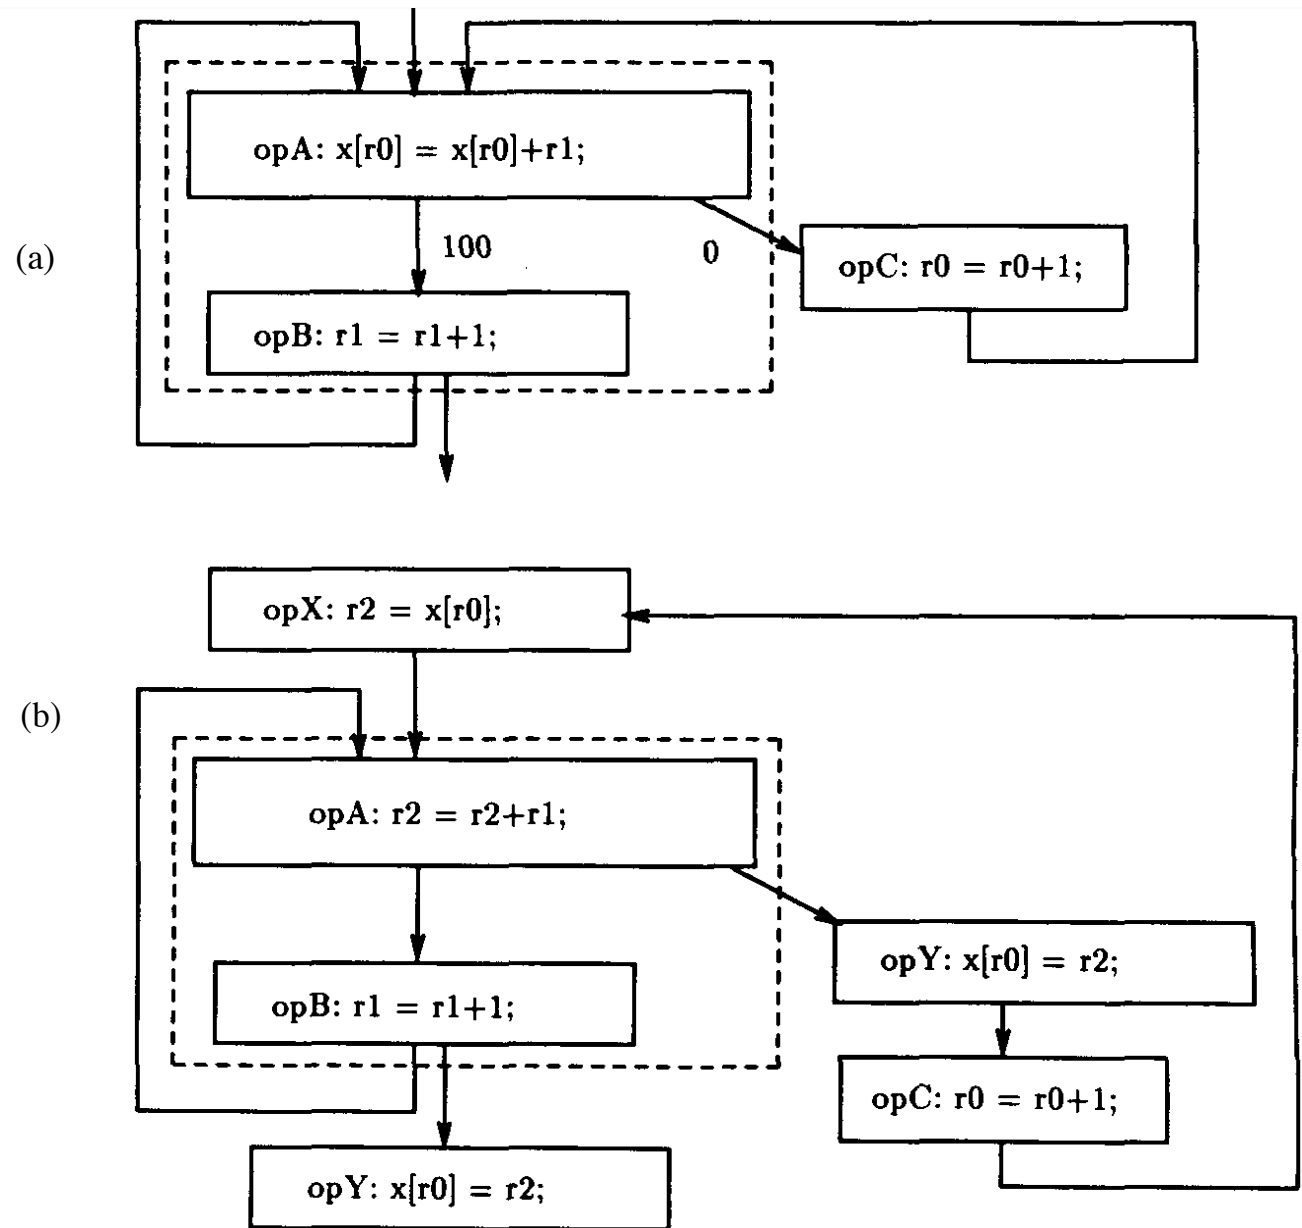 opA: x[r0] = x[r0]+r1;
(a)
100
0
opC: r0 = r0+1;
opB: r1 = r1+1;
opX: r2 = x[r0];
(b)
opA: r2 = r2+r1;
opY: x[r0] = r2;
opB: r1 = r1+1;
opC: r0 = r0+1;
opY: x[r0] = r2;